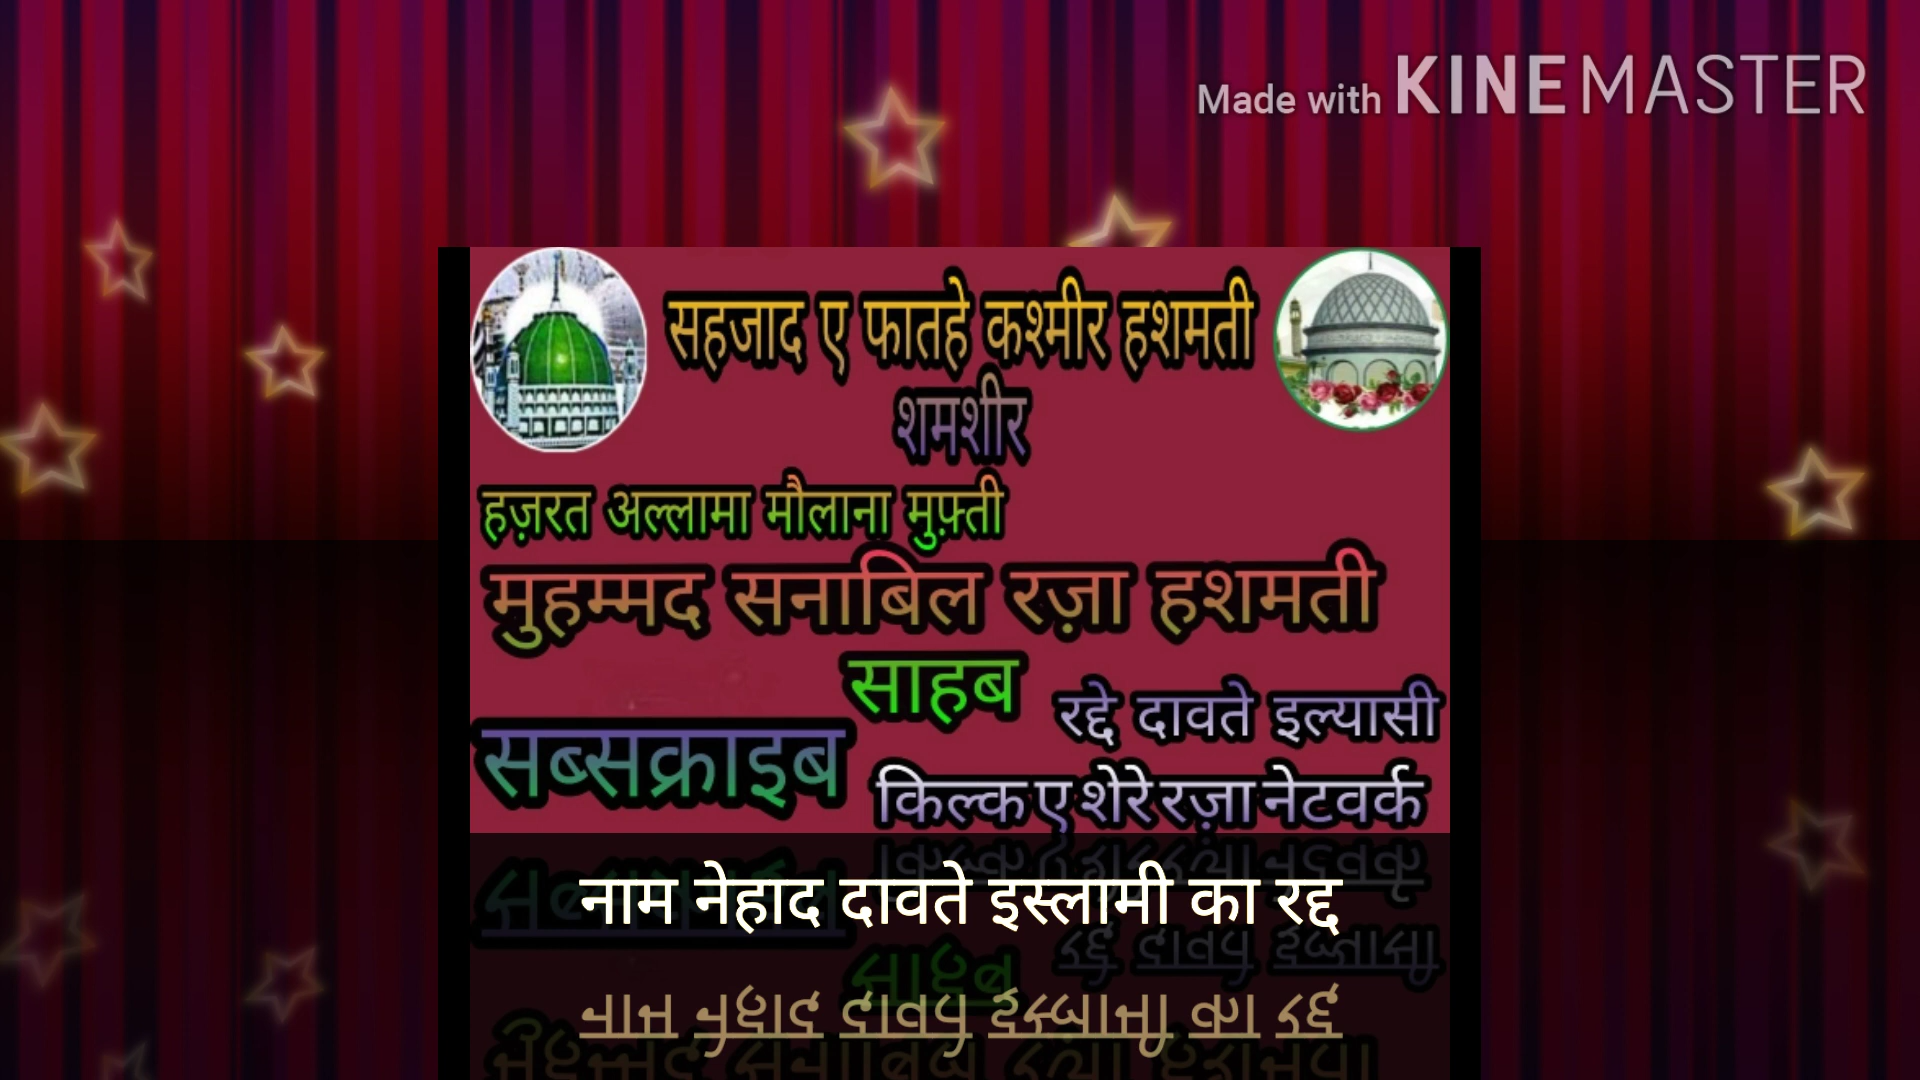 Made with KINEMASTER
सहजाद ए फातहे कश्मीर हशमती
शमशीर
हज़रत अल्लामा मौलाना मुफ़्ती
मुहम्मद सनाबिल रज़ा हशमती
साहब
रद्दे दावते इल्यासी
सब्सक्राइब
किल्क ए शेरे रज़ा नेटवर्क
नाम नेहाद दावते इस्लामी का रद्द